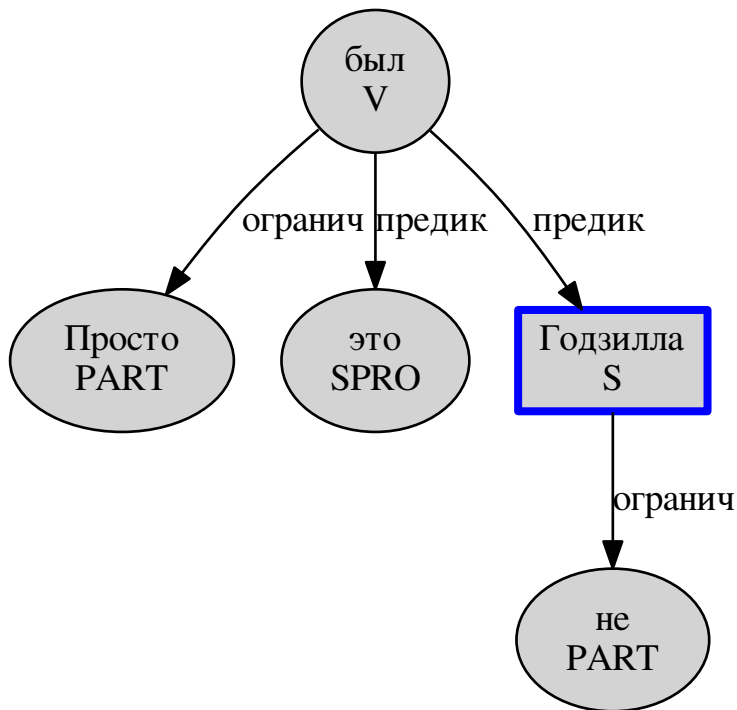 был
V
огранич
предик
предик
Просто
PART
это
SPRO
Годзилла
S
огранич
не
PART